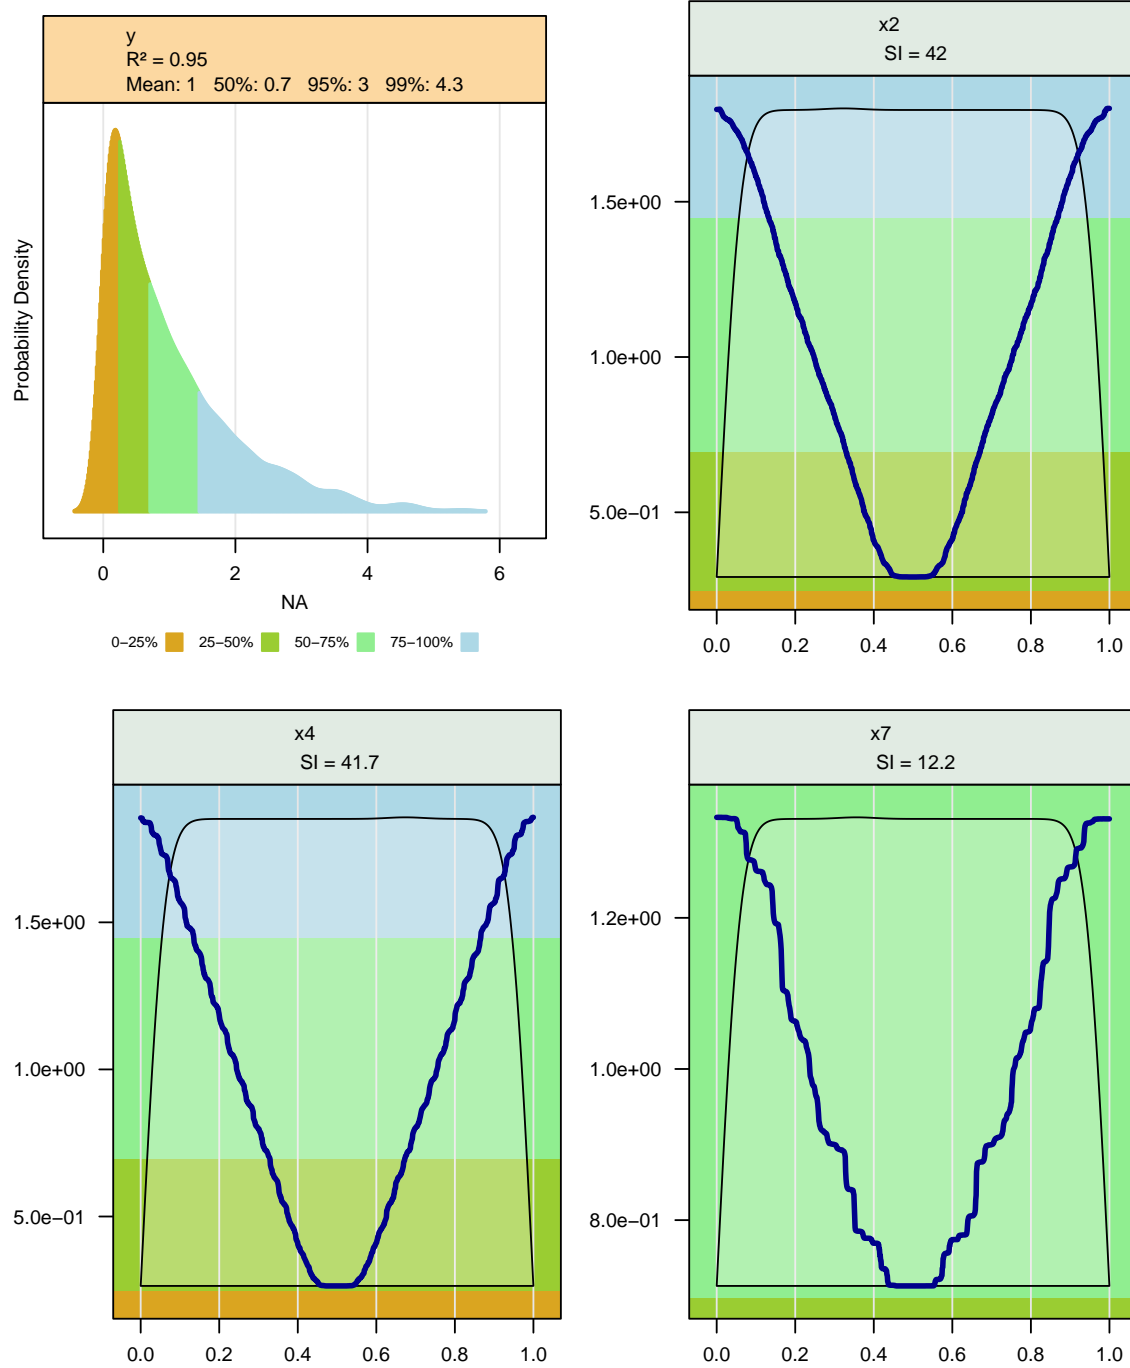 y
R² = 0.95
Mean: 1 50%: 0.7 95%: 3 99%: 4.3
Probability Density
0 2 4 6
NA
0−25% 25−50% 50−75% 75−100%
x2
SI = 42
1.5e+00
1.0e+00
5.0e−01
0.0 0.2 0.4 0.6 0.8 1.0
x4
SI = 41.7
1.5e+00
1.0e+00
5.0e−01
0.0 0.2 0.4 0.6 0.8 1.0
x7
SI = 12.2
1.2e+00
1.0e+00
8.0e−01
0.0 0.2 0.4 0.6 0.8 1.0